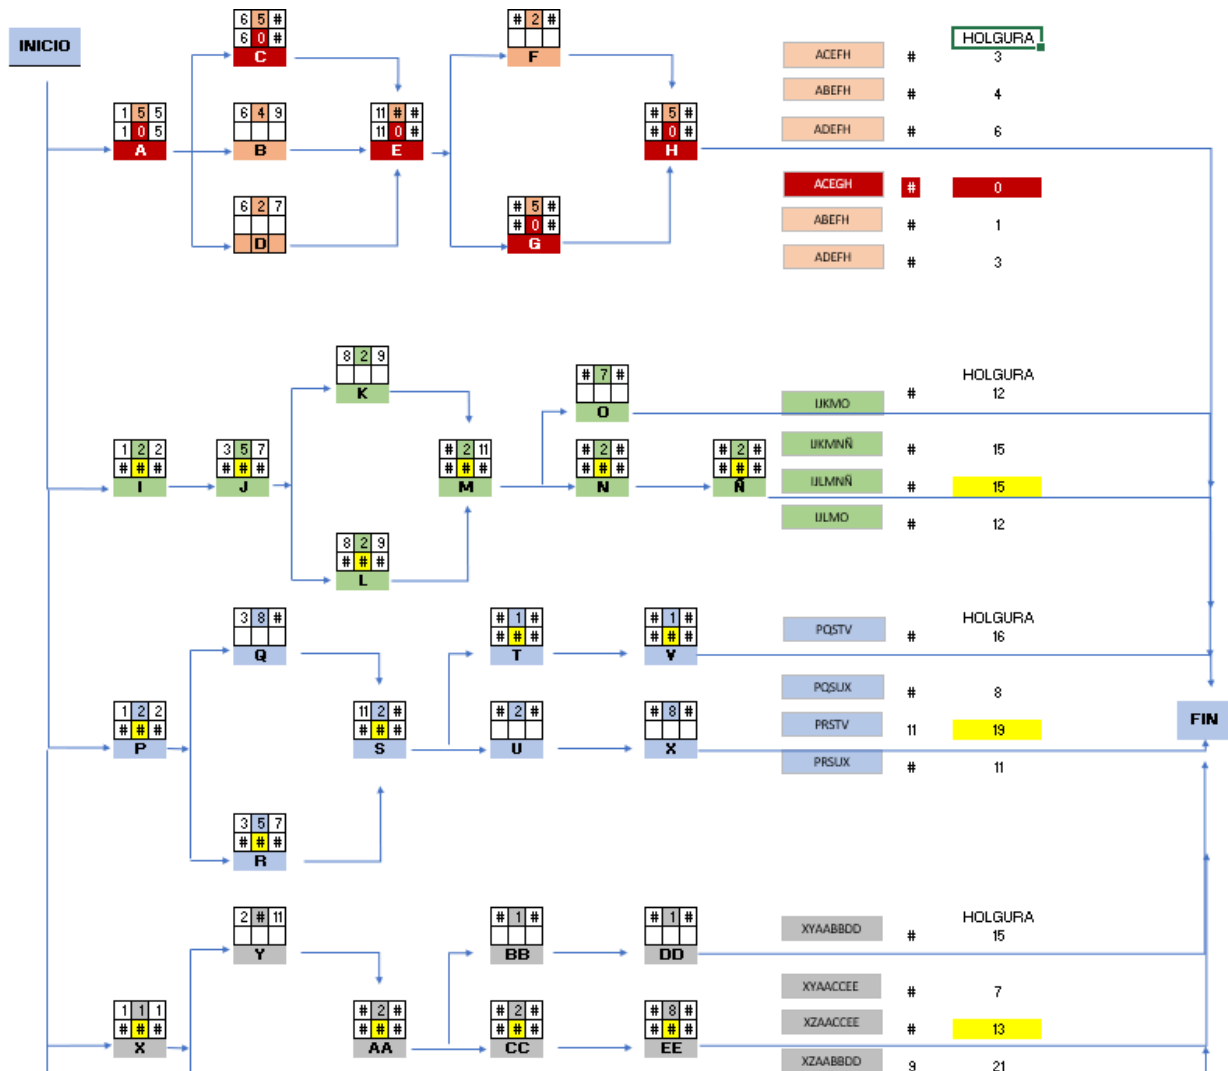 INICIO
6 5 #
6 0 #
C
# 2 #
F
HOLGURA
ACEFH # 3
ABEFH # 4
ADEFH # 6
1 5 5
1 0 5
A
6 4 9
B
11 # #
11 0 #
E
# 5 #
# 0 #
H
ACEGH # 0
6 2 7
D
# 5 #
# 0 #
G
ABEFH # 1
ADEFH # 3
8 2 9
K
# 7 #
O
HOLGURA
IJKMO # 12
1 2 2
# # #
I
3 5 7
# # #
J
# 2 11
# # #
M
# 2 #
# # #
N
# 2 #
# # #
Ñ
IJKMNÑ # 15
IJLMNÑ # 15
IJLMO # 12
8 2 9
# # #
L
3 8 #
Q
# 1 #
# # #
T
# 1 #
# # #
V
HOLGURA
PQSTV # 16
1 2 2
# # #
P
11 2 #
# # #
S
# 2 #
U
# 8 #
X
PQSUX # 8
PRSTV 11 19
PRSUX # 11
FIN
3 5 7
# # #
R
2 # 11
Y
# 1 #
BB
# 1 #
DD
HOLGURA
XYAABBDD # 15
1 1 1
# # #
X
# 2 #
# # #
AA
# 2 #
# # #
CC
# 8 #
# # #
EE
XYAACCEE # 7
XZAACCEE # 13
XZAABBDD 9 21